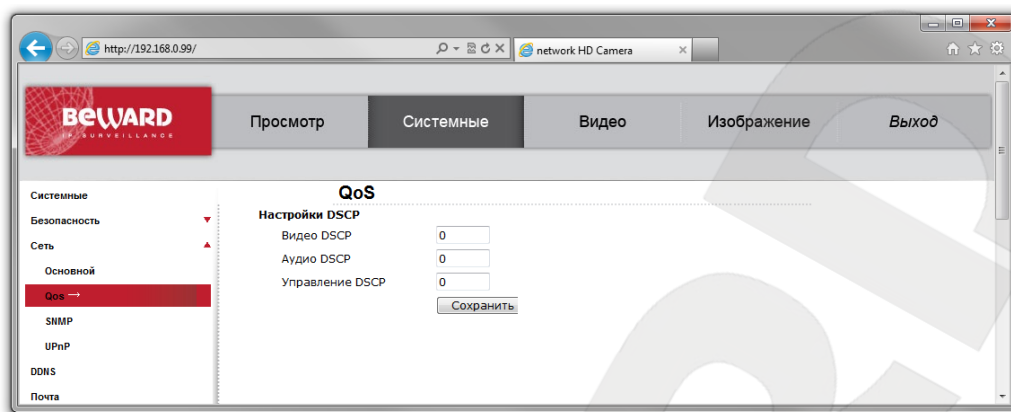 http://192.168.0.99/
network HD Camera
BEWARD
IP SURVEILLANCE
Просмотр
Системные
Видео
Изображение
Выход
Системные
Безопасность
Сеть
Основной
Qos →
SNMP
UPnP
DDNS
Почта
QoS
Настройки DSCP
Видео DSCP 0
Аудио DSCP 0
Управление DSCP 0
Сохранить